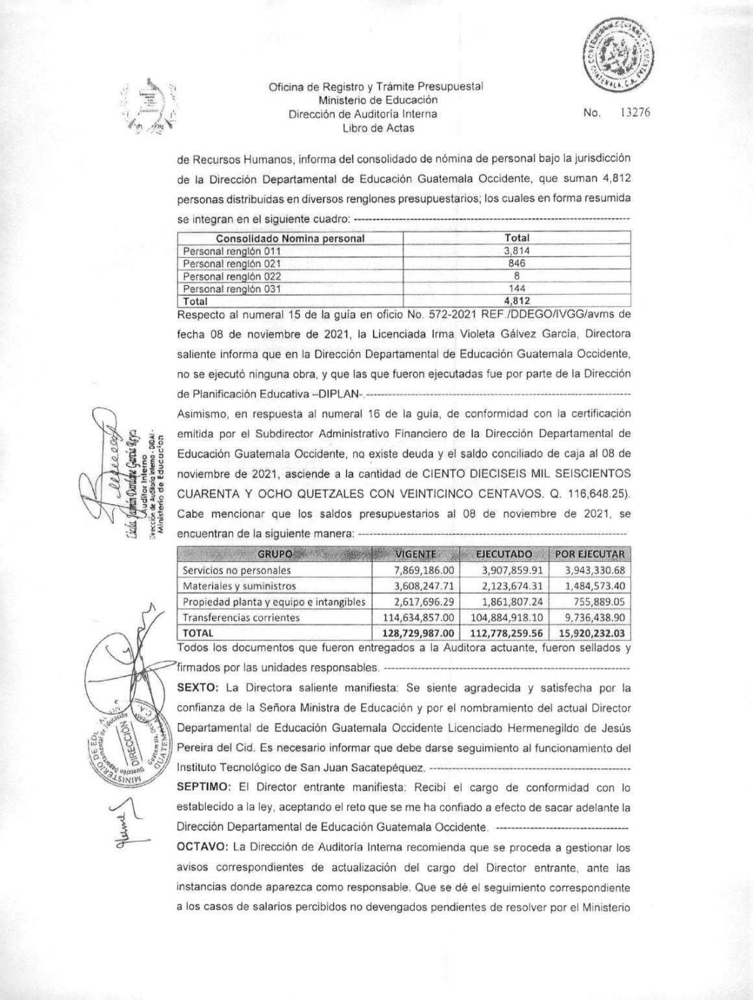 Oficina de Registro y Trámite Presupuestal
Ministerio de Educación
Dirección de Auditoría Interna
Libro de Actas
No. 13276
de Recursos Humanos, informa del consolidado de nómina de personal bajo la jurisdicción
de la Dirección Departamental de Educación Guatemala Occidente, que suman 4,812
personas distribuidas en diversos renglones presupuestarios; los cuales en forma resumida
se integran en el siguiente cuadro: ------------------------------------------------------------
Consolidado Nomina personal Total
Personal renglón 011 3,814
Personal renglón 021 846
Personal renglón 022 8
Personal renglón 031 144
Total 4,812
Respecto al numeral 15 de la guía en oficio No. 572-2021 REF./DDEGO/IVGG/avms de
fecha 08 de noviembre de 2021, la Licenciada Irma Violeta Gálvez García, Directora
saliente informa que en la Dirección Departamental de Educación Guatemala Occidente,
no se ejecutó ninguna obra, y que las que fueron ejecutadas fue por parte de la Dirección
de Planificación Educativa –DIPLAN-.----------------------------------------------------------
Asimismo, en respuesta al numeral 16 de la guía, de conformidad con la certificación
emitida por el Subdirector Administrativo Financiero de la Dirección Departamental de
Educación Guatemala Occidente, no existe deuda y el saldo conciliado de caja al 08 de
noviembre de 2021, asciende a la cantidad de CIENTO DIECISEIS MIL SEISCIENTOS
CUARENTA Y OCHO QUETZALES CON VEINTICINCO CENTAVOS. Q. 116,648.25).
Cabe mencionar que los saldos presupuestarios al 08 de noviembre de 2021, se
encuentran de la siguiente manera: ----------------------------------------------------------
GRUPO VIGENTE EJECUTADO POR EJECUTAR
Servicios no personales 7,869,186.00 3,907,859.91 3,943,330.68
Materiales y suministros 3,608,247.71 2,123,674.31 1,484,573.40
Propiedad planta y equipo e intangibles 2,617,696.29 1,861,807.24 755,889.05
Transferencias corrientes 114,634,857.00 104,884,918.10 9,736,438.90
TOTAL 128,729,987.00 112,778,259.56 15,920,232.03
Todos los documentos que fueron entregados a la Auditora actuante, fueron sellados y
firmados por las unidades responsables. ------------------------------------------------------
SEXTO: La Directora saliente manifiesta: Se siente agradecida y satisfecha por la
confianza de la Señora Ministra de Educación y por el nombramiento del actual Director
Departamental de Educación Guatemala Occidente Licenciado Hermenegildo de Jesús
Pereira del Cid. Es necesario informar que debe darse seguimiento al funcionamiento del
Instituto Tecnológico de San Juan Sacatepéquez. --------------------------------------------
SEPTIMO: El Director entrante manifiesta: Recibí el cargo de conformidad con lo
establecido a la ley, aceptando el reto que se me ha confiado a efecto de sacar adelante la
Dirección Departamental de Educación Guatemala Occidente. -----------------------------
OCTAVO: La Dirección de Auditoría Interna recomienda que se proceda a gestionar los
avisos correspondientes de actualización del cargo del Director entrante, ante las
instancias donde aparezca como responsable. Que se dé el seguimiento correspondiente
a los casos de salarios percibidos no devengados pendientes de resolver por el Ministerio
Auditor Interno
Dirección de Auditoría Interna - DIDAI -
Ministerio de Educación
DIRECCIÓN